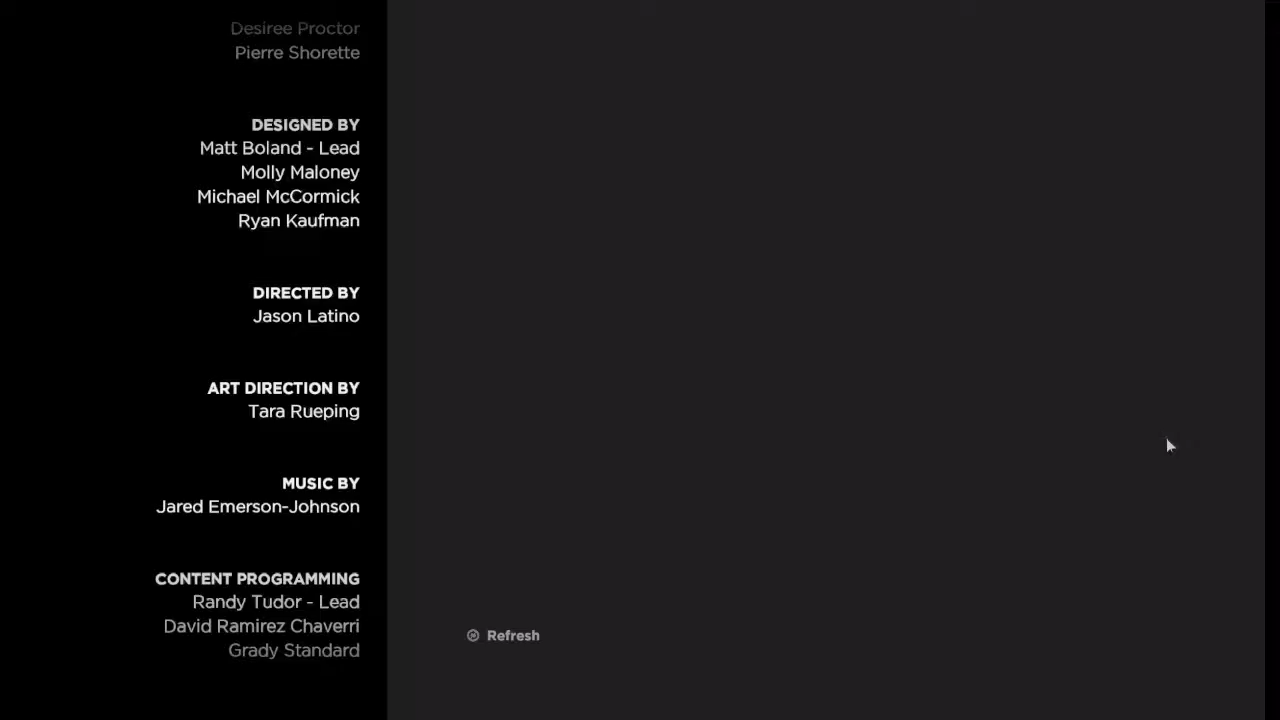 Desiree Proctor
Pierre Shorette
DESIGNED BY
Matt Boland - Lead
Molly Maloney
Michael McCormick
Ryan Kaufman
DIRECTED BY
Jason Latino
ART DIRECTION BY
Tara Rueping
MUSIC BY
Jared Emerson-Johnson
CONTENT PROGRAMMING
Randy Tudor - Lead
David Ramirez Chaverri
Grady Standard
Refresh